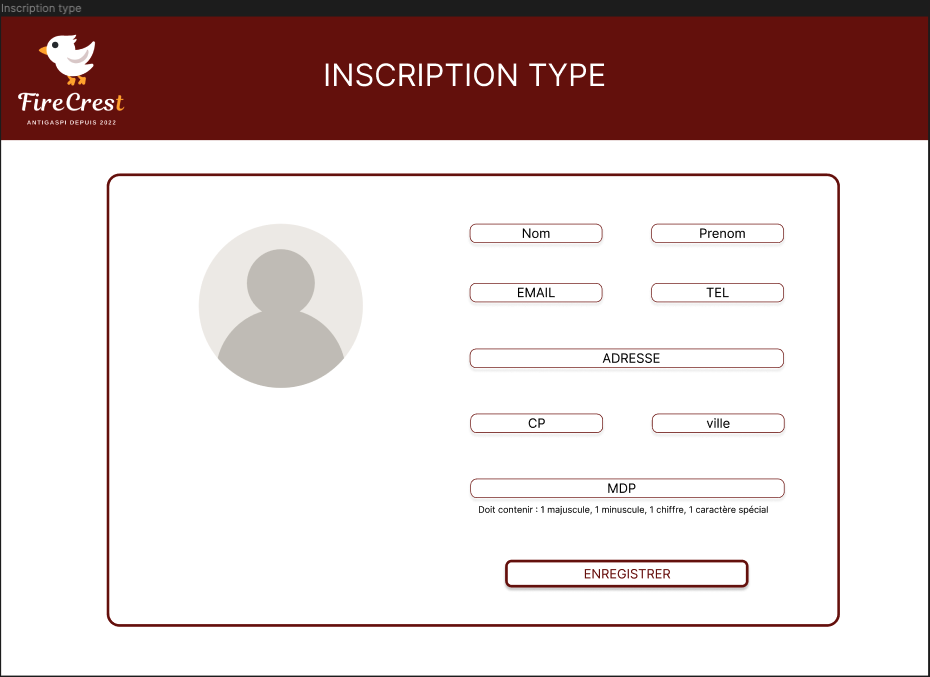 Inscription type
INSCRIPTION TYPE
FireCrest
ANTIGASPI DEPUIS 2022
Nom
Prenom
EMAIL
TEL
ADRESSE
CP
ville
MDP
Doit contenir : 1 majuscule, 1 minuscule, 1 chiffre, 1 caractère spécial
ENREGISTRER